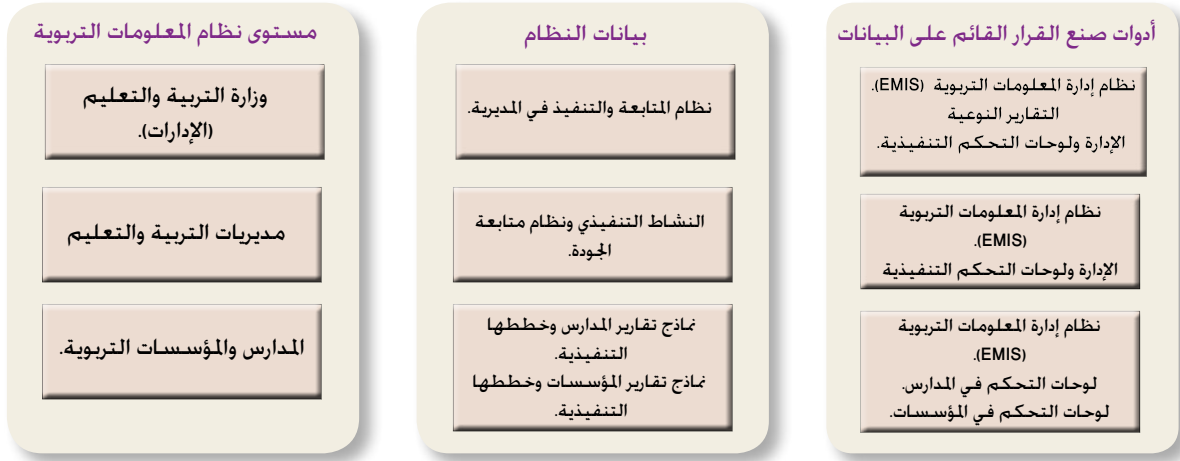 أدوات صنع القرار القائم على البيانات
نظام إدارة المعلومات التربوية (EMIS).
التقارير النوعية
الإدارة ولوحات التحكم التنفيذية.
نظام إدارة المعلومات التربوية
(EMIS).
الإدارة ولوحات التحكم التنفيذية
نظام إدارة المعلومات التربوية
(EMIS).
لوحات التحكم في المدارس.
لوحات التحكم في المؤسسات.
بيانات النظام
نظام المتابعة والتنفيذ في المديرية.
النشاط التنفيذي ونظام متابعة
الجودة.
نماذج تقارير المدارس وخططها
التنفيذية.
نماذج تقارير المؤسسات وخططها
التنفيذية.
مستوى نظام المعلومات التربوية
وزارة التربية والتعليم
(الإدارات).
مديريات التربية والتعليم
المدارس والمؤسسات التربوية.